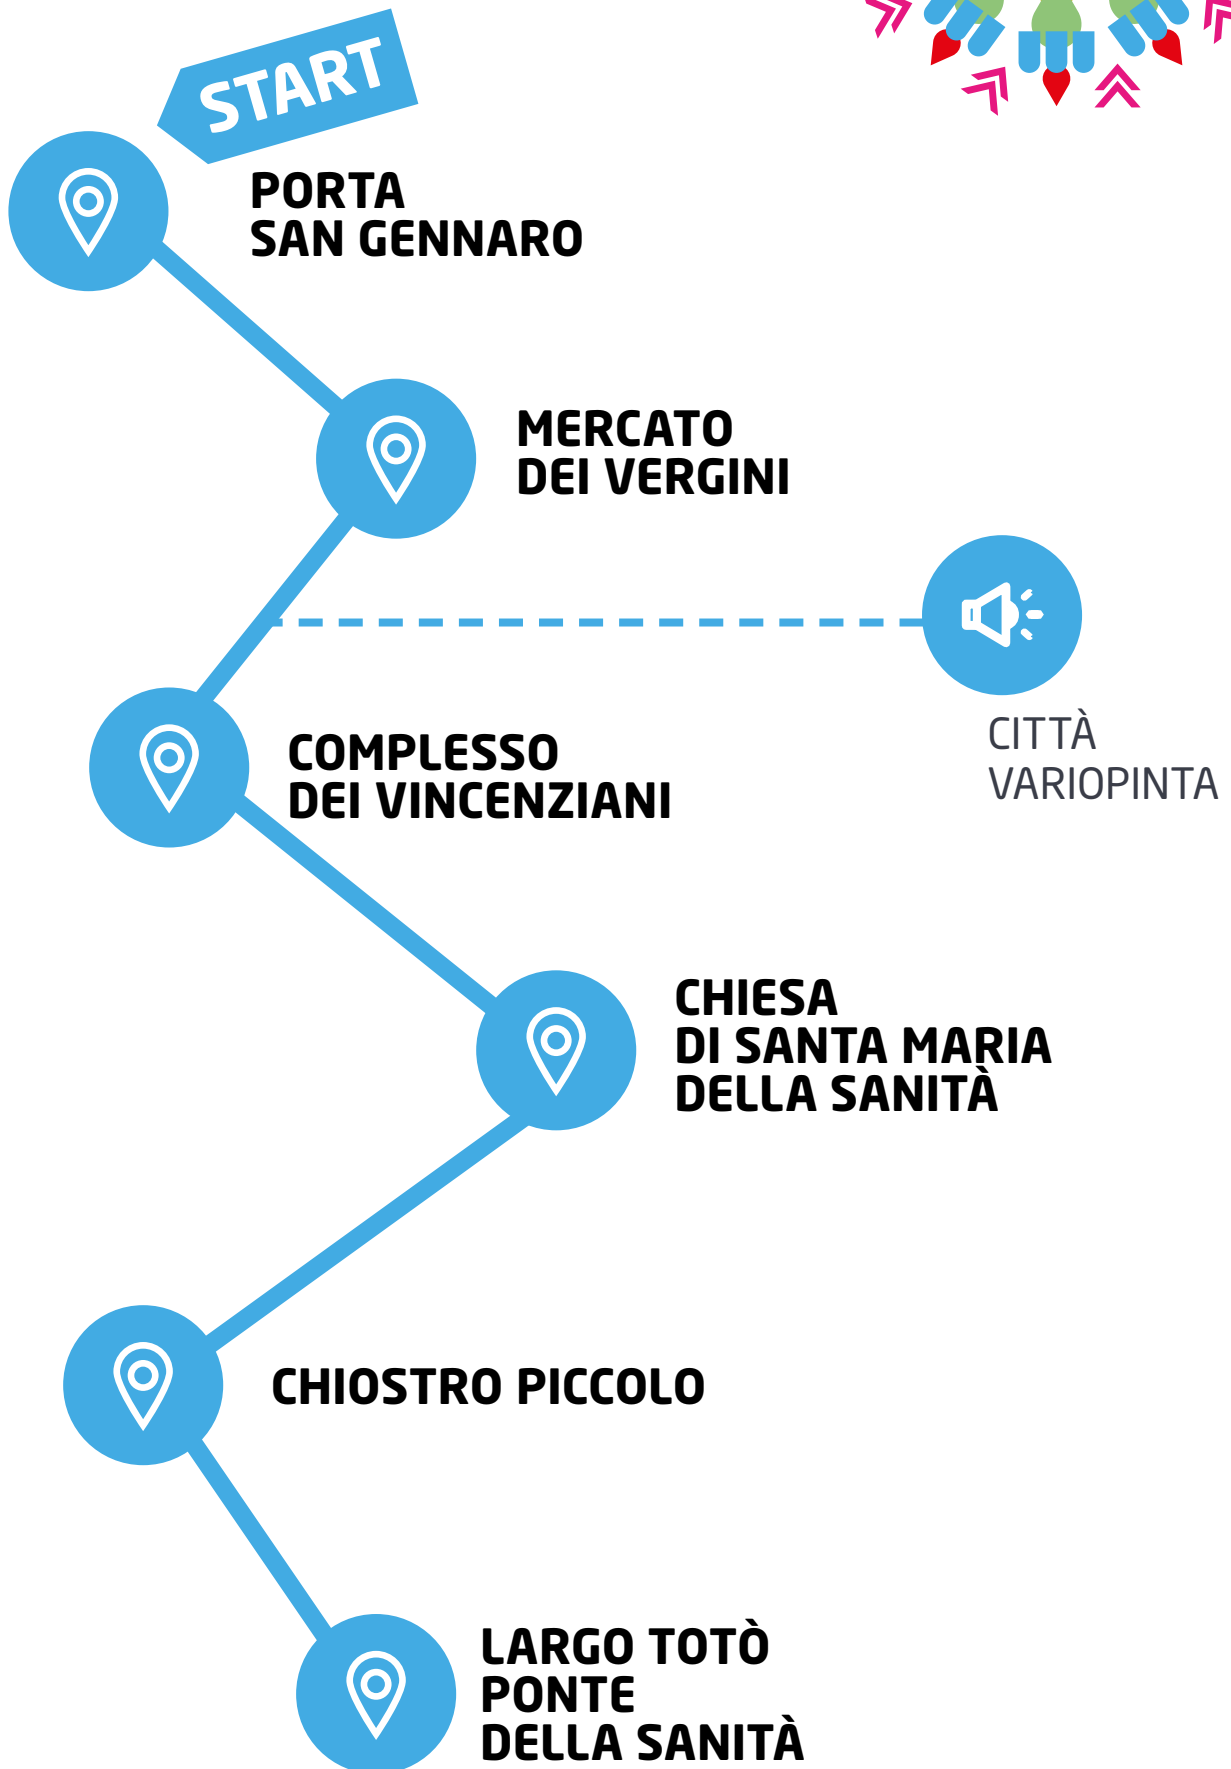 START
PORTA
SAN GENNARO
MERCATO
DEI VERGINI
CITTÀ
VARIOPINTA
COMPLESSO
DEI VINCENZIANI
CHIESA
DI SANTA MARIA
DELLA SANITÀ
CHIOSTRO PICCOLO
LARGO TOTÒ
PONTE
DELLA SANITÀ